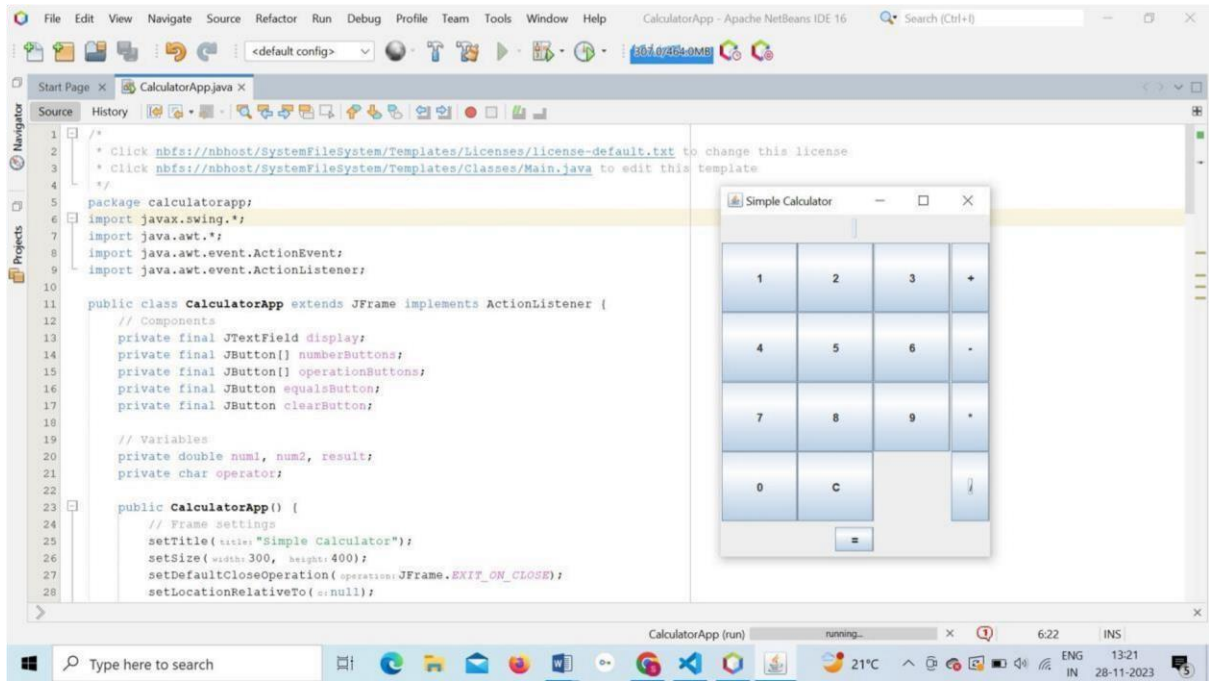 File Edit View Navigate Source Refactor Run Debug Profile Team Tools Window Help CalculatorApp - Apache NetBeans IDE 16 Search (Ctrl+I)
<default config> 307.0/464.0MB
Start Page × CalculatorApp.java ×
Source History
Navigator
Projects
1 /*
2 * Click nbfs://nbhost/SystemFileSystem/Templates/Licenses/license-default.txt to change this license
3 * Click nbfs://nbhost/SystemFileSystem/Templates/Classes/Main.java to edit this template
4 */
5 package calculatorapp;
6 import javax.swing.*;
7 import java.awt.*;
8 import java.awt.event.ActionEvent;
9 import java.awt.event.ActionListener;
10
11 public class CalculatorApp extends JFrame implements ActionListener {
12 // Components
13 private final JTextField display;
14 private final JButton[] numberButtons;
15 private final JButton[] operationButtons;
16 private final JButton equalsButton;
17 private final JButton clearButton;
18
19 // Variables
20 private double num1, num2, result;
21 private char operator;
22
23 public CalculatorApp() {
24 // Frame settings
25 setTitle( title: "Simple Calculator");
26 setSize( width: 300, height: 400);
27 setDefaultCloseOperation( operation: JFrame.EXIT_ON_CLOSE);
28 setLocationRelativeTo( c: null);
Simple Calculator
1 2 3 +
4 5 6 -
7 8 9 *
0 C /
=
CalculatorApp (run) running... 1 6:22 INS
Type here to search 21°C ENG 13:21
IN 28-11-2023 5